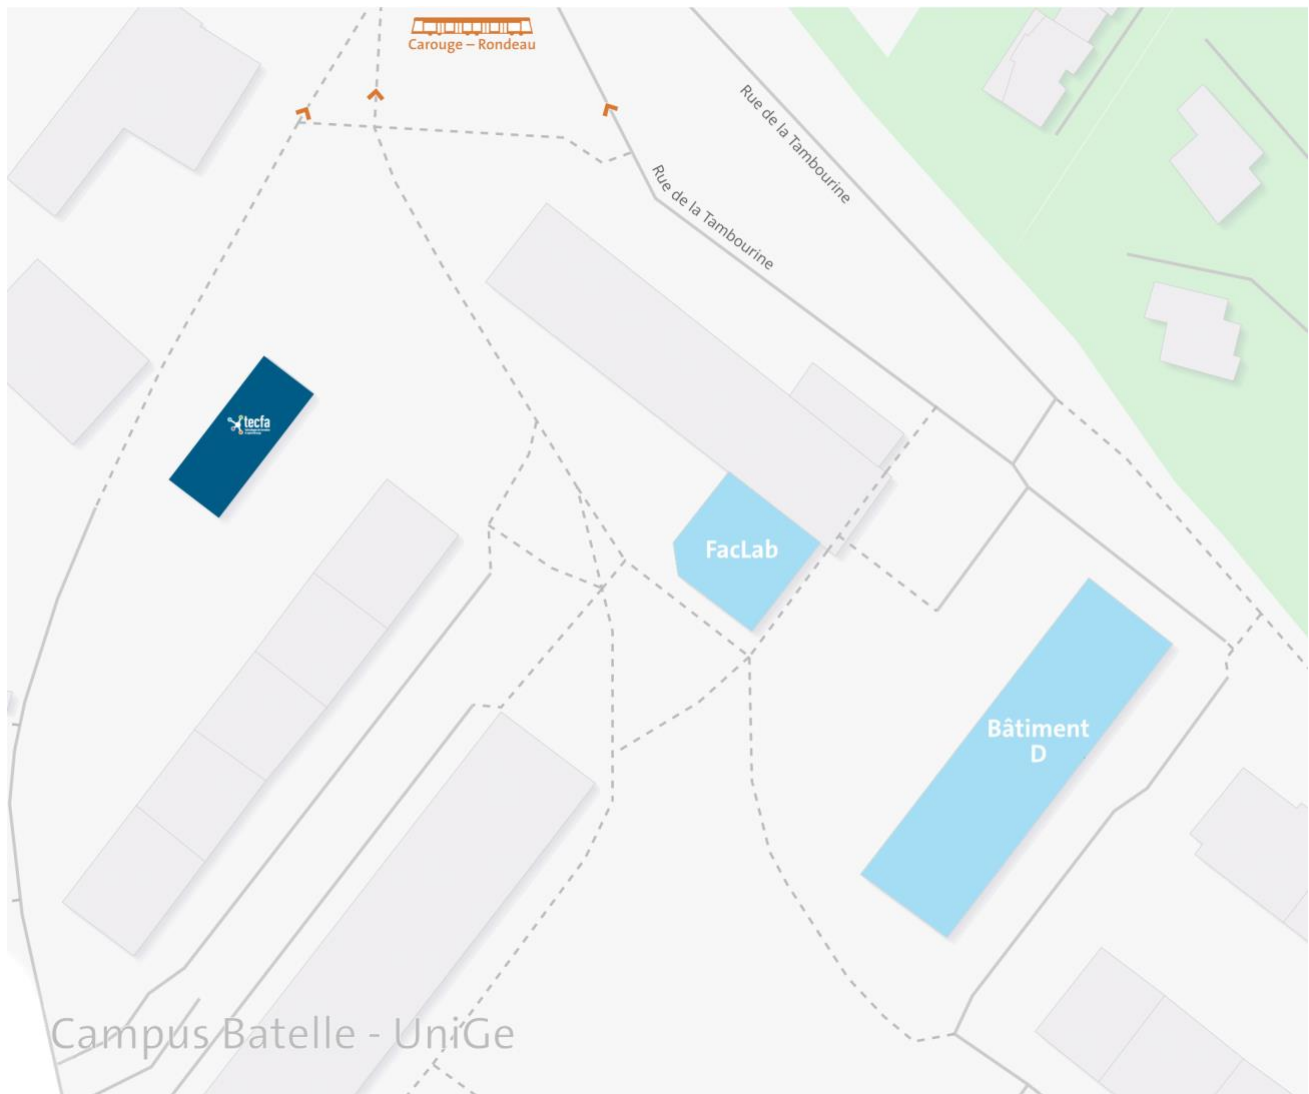 Carouge – Rondeau
Rue de la Tambourine
Rue de la Tambourine
tecfa
FacLab
Bâtiment
D
Campus Batelle - UniGe